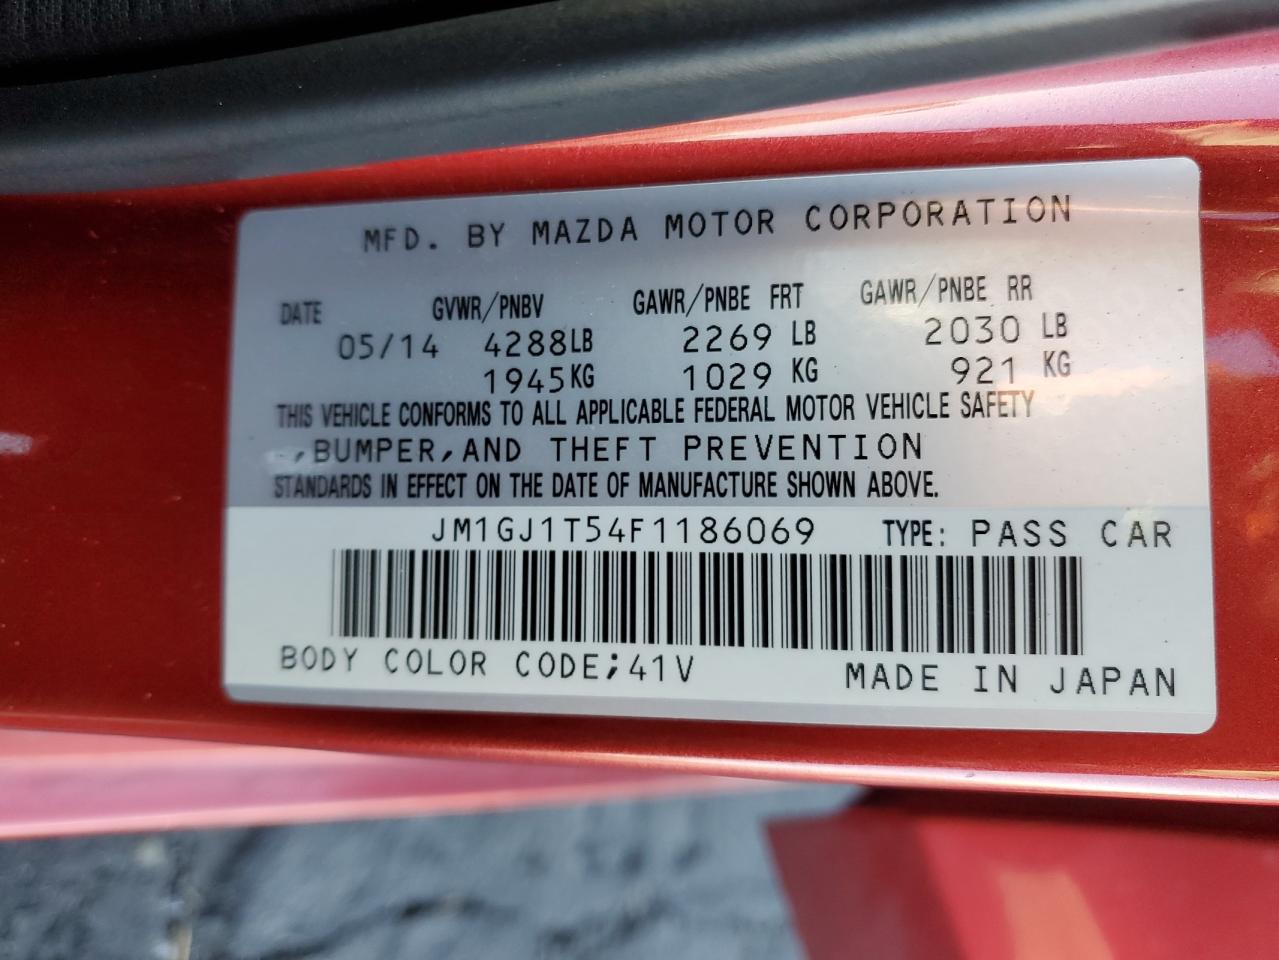 MFD. BY MAZDA MOTOR CORPORATION
DATE GVWR/PNBV GAWR/PNBE FRT GAWR/PNBE RR
05/14 4288LB 2269 LB 2030 LB
1945KG 1029 KG 921 KG
THIS VEHICLE CONFORMS TO ALL APPLICABLE FEDERAL MOTOR VEHICLE SAFETY
,BUMPER,AND THEFT PREVENTION
STANDARDS IN EFFECT ON THE DATE OF MANUFACTURE SHOWN ABOVE.
JM1GJ1T54F1186069 TYPE: PASS CAR
BODY COLOR CODE;41V MADE IN JAPAN